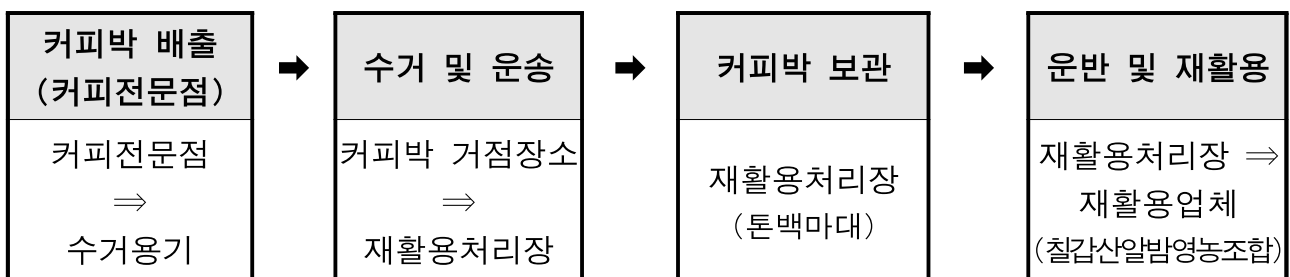 커피박 배출
(커피전문점)
커피전문점
⇒
수거용기
➡
수거 및 운송
커피박 거점장소
⇒
재활용처리장
➡
커피박 보관
재활용처리장
(톤백마대)
➡
운반 및 재활용
재활용처리장 ⇒
재활용업체
(칠갑산알밤영농조합)